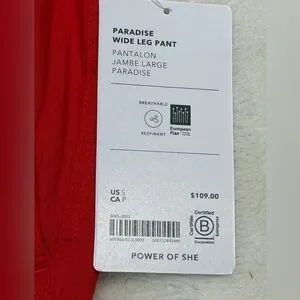 PARADISE
WIDE LEG PANT
PANTALON
JAMBE LARGE
PARADISE
BREATHABLE
RESPIRANT
European
Flax
US S
CA P
$109.00
Certified
B
Corporation
POWER OF SHE